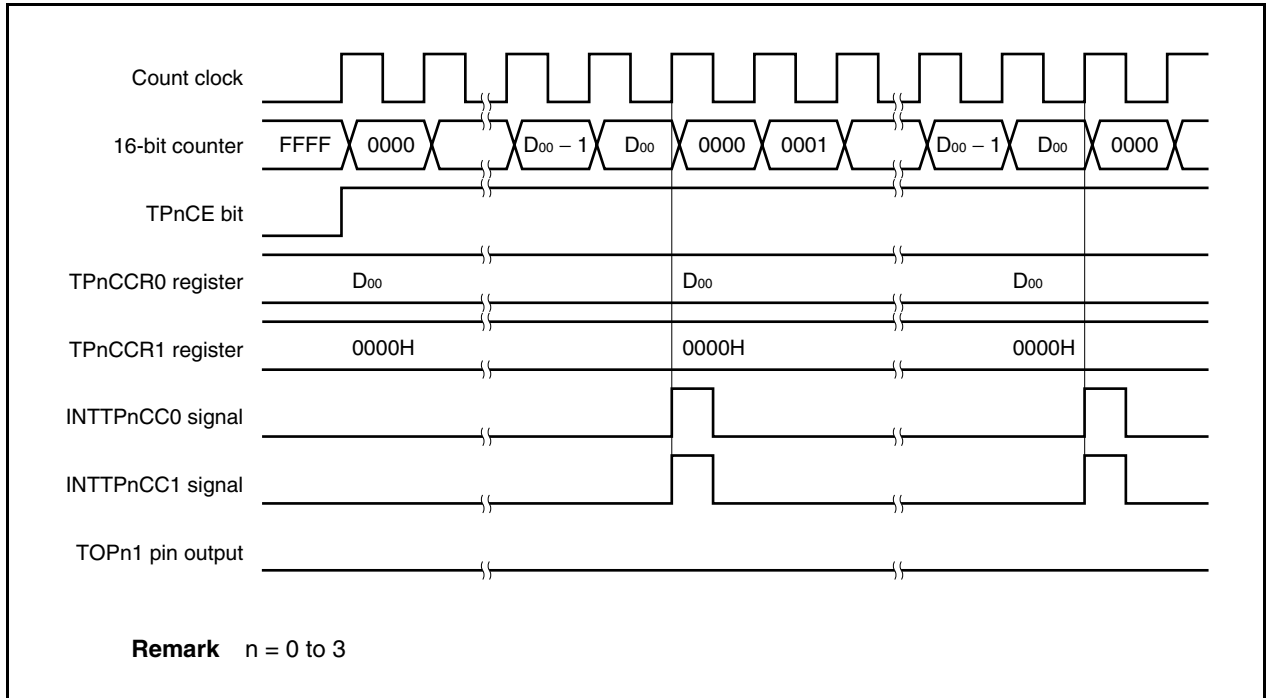 Count clock
16-bit counter FFFF 0000 D00 − 1 D00 0000 0001 D00 − 1 D00 0000
TPnCE bit
TPnCCR0 register D00 D00 D00
TPnCCR1 register 0000H 0000H 0000H
INTTPnCC0 signal
INTTPnCC1 signal
TOPn1 pin output
Remark n = 0 to 3